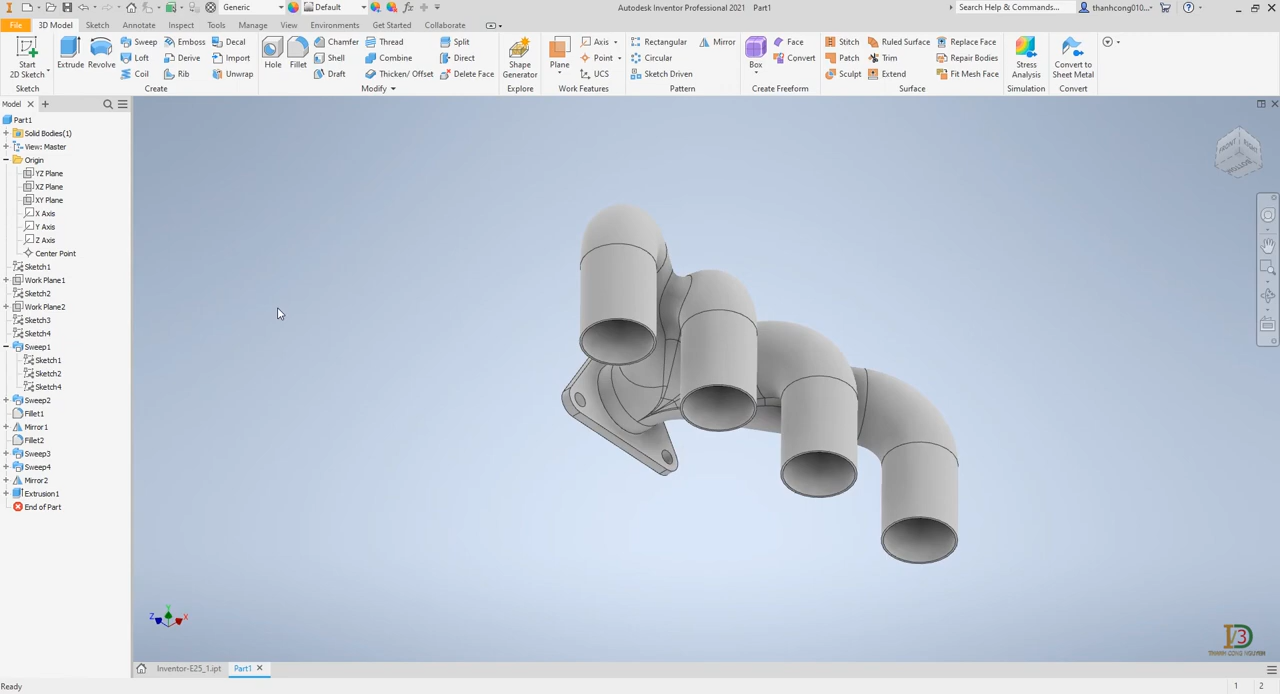 Generic
Default
Autodesk Inventor Professional 2021 Part1
Search Help & Commands...
thanhcong010...
File
3D Model
Sketch
Annotate
Inspect
Tools
Manage
View
Environments
Get Started
Collaborate
Start
2D Sketch
Extrude
Revolve
Sweep
Emboss
Decal
Loft
Derive
Import
Coil
Rib
Unwrap
Hole
Fillet
Chamfer
Thread
Split
Shell
Combine
Direct
Draft
Thicken/ Offset
Delete Face
Shape
Generator
Plane
Axis
Point
UCS
Rectangular
Mirror
Circular
Sketch Driven
Box
Face
Convert
Stitch
Ruled Surface
Replace Face
Patch
Trim
Repair Bodies
Sculpt
Extend
Fit Mesh Face
Stress
Analysis
Convert to
Sheet Metal
Sketch
Create
Modify
Explore
Work Features
Pattern
Create Freeform
Surface
Simulation
Convert
Model
Part1
Solid Bodies(1)
View: Master
Origin
YZ Plane
XZ Plane
XY Plane
X Axis
Y Axis
Z Axis
Center Point
Sketch1
Work Plane1
Sketch2
Work Plane2
Sketch3
Sketch4
Sweep1
Sketch1
Sketch2
Sketch4
Sweep2
Fillet1
Mirror1
Fillet2
Sweep3
Sweep4
Mirror2
Extrusion1
End of Part
FRONT
RIGHT
BOTTOM
Z
Y
X
THANH CONG NGUYEN
Inventor-E25_1.ipt
Part1
Ready
1
2